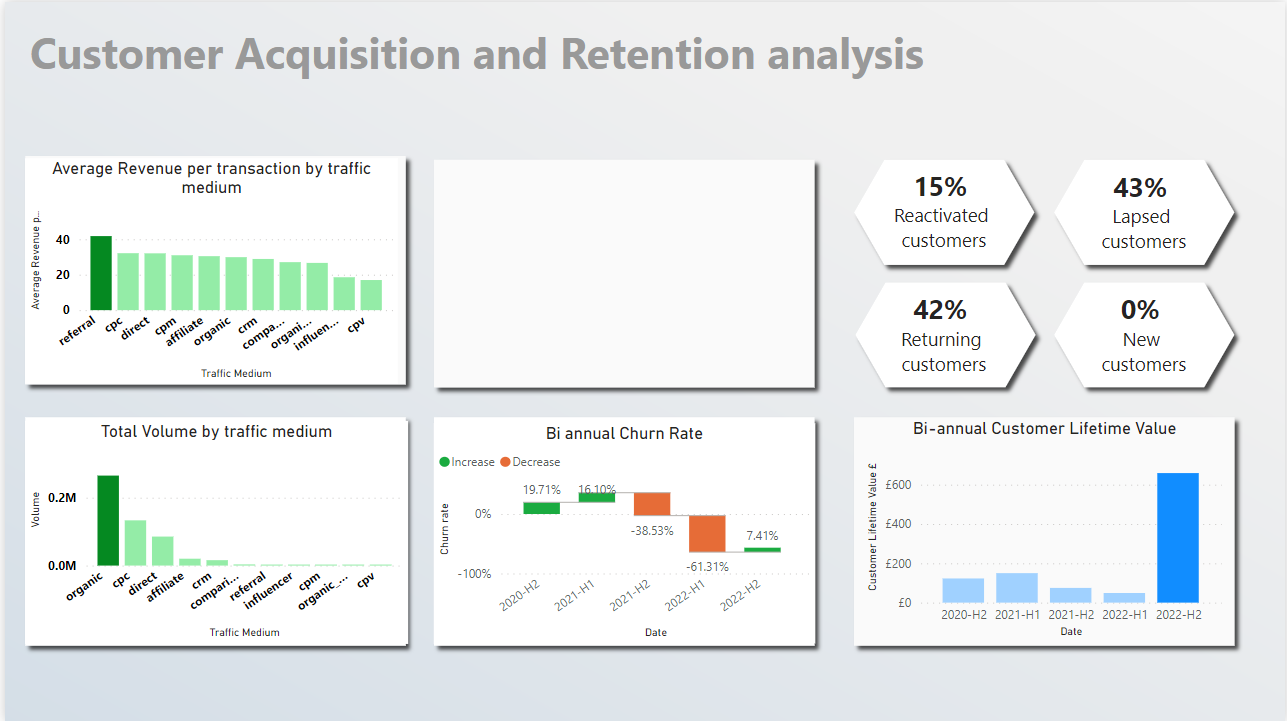 Customer Acquisition and Retention analysis
Average Revenue per transaction by traffic
medium
Average Revenue p...
40
20
0
referral
cpc
direct
cpm
affiliate
organic
crm
compa...
organi...
influen...
cpv
Traffic Medium
15%
Reactivated
customers
43%
Lapsed
customers
42%
Returning
customers
0%
New
customers
Total Volume by traffic medium
Volume
0.2M
0.0M
organic
cpc
direct
affiliate
crm
compari...
referral
influencer
cpm
organic_...
cpv
Traffic Medium
Bi annual Churn Rate
Increase Decrease
Churn rate
0%
-100%
19.71%
16.10%
-38.53%
-61.31%
7.41%
2020-H2
2021-H1
2021-H2
2022-H1
2022-H2
Date
Bi-annual Customer Lifetime Value
Customer Lifetime Value £
£600
£400
£200
£0
2020-H2 2021-H1 2021-H2 2022-H1 2022-H2
Date